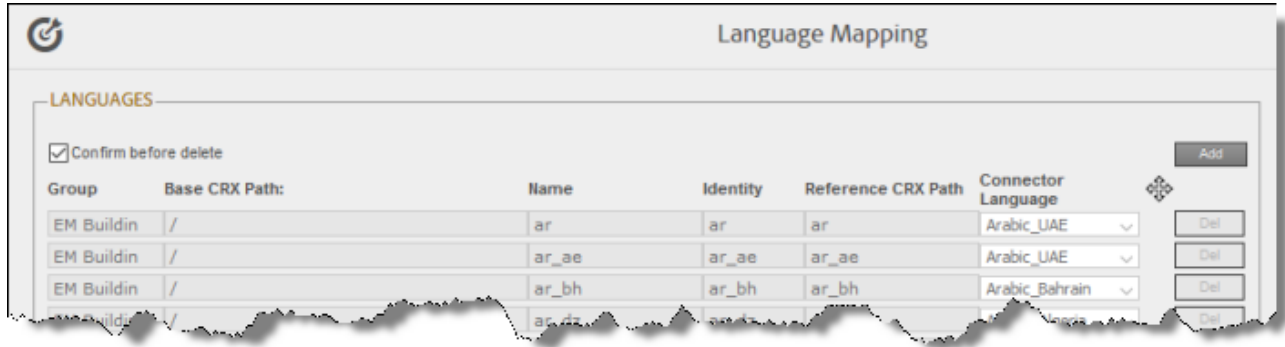 Language Mapping
LANGUAGES
Confirm before delete
Add
Group Base CRX Path: Name Identity Reference CRX Path Connector Language
EM Buildin / ar ar ar Arabic_UAE Del
EM Buildin / ar_ae ar_ae ar_ae Arabic_UAE Del
EM Buildin / ar_bh ar_bh ar_bh Arabic_Bahrain Del
/ ar_dz Del